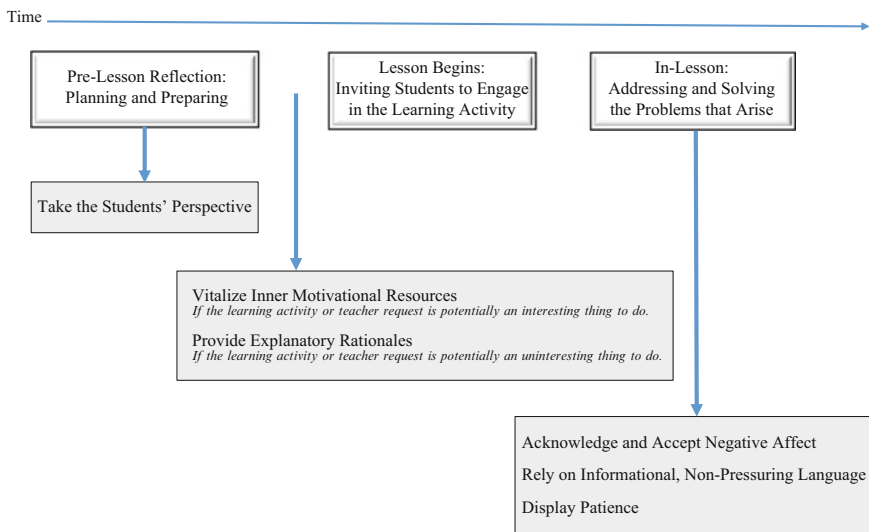 Time
Pre-Lesson Reflection:
Planning and Preparing
Lesson Begins:
Inviting Students to Engage
in the Learning Activity
In-Lesson:
Addressing and Solving
the Problems that Arise
Take the Students’ Perspective
Vitalize Inner Motivational Resources
If the learning activity or teacher request is potentially an interesting thing to do.
Provide Explanatory Rationales
If the learning activity or teacher request is potentially an uninteresting thing to do.
Acknowledge and Accept Negative Affect
Rely on Informational, Non-Pressuring Language
Display Patience